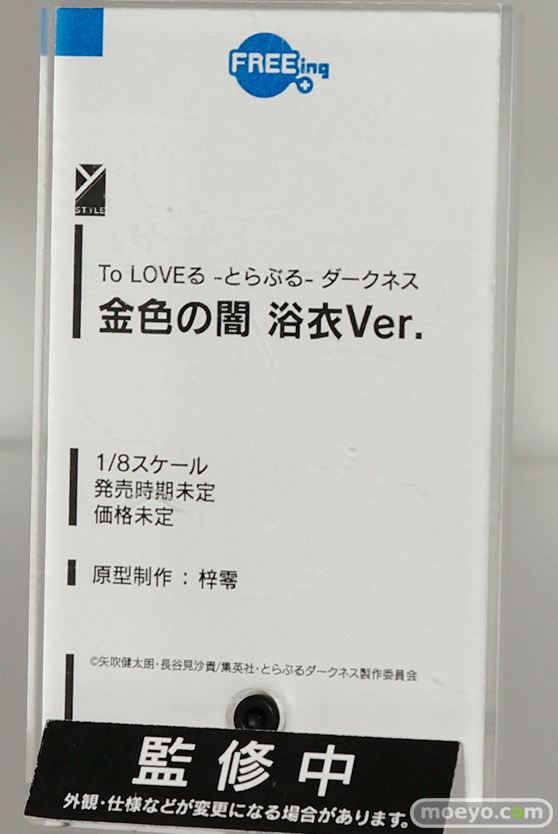 FREEing
Y
STYLE
To LOVEる -とらぶる- ダークネス
金色の闇 浴衣Ver.
1/8スケール
発売時期未定
価格未定
原型制作：梓零
©矢吹健太朗・長谷見沙貴/集英社・とらぶるダークネス製作委員会
監修中
外観・仕様などが変更になる場合があります。
moeyo.com